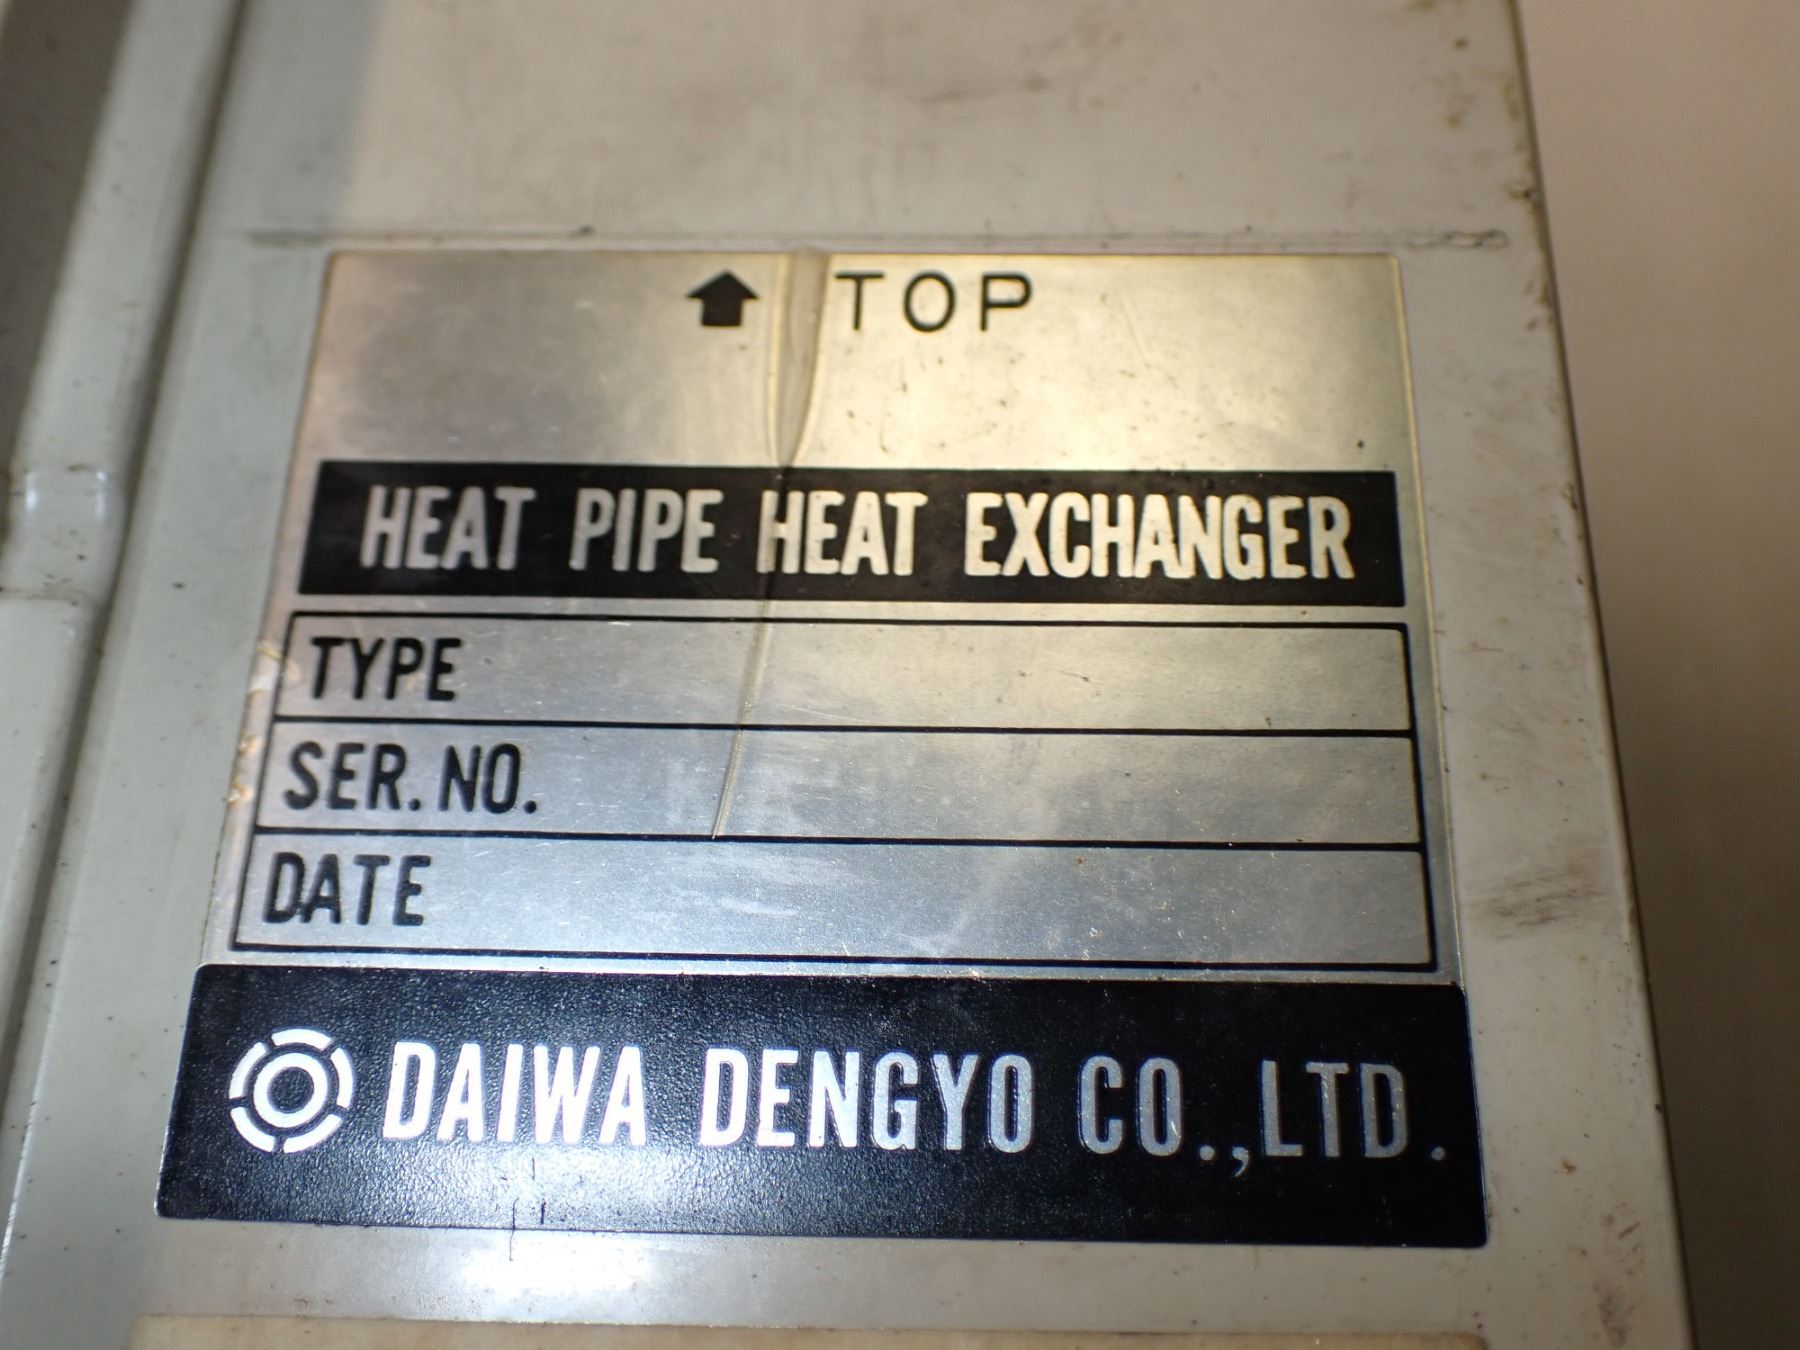 TOP
HEAT PIPE HEAT EXCHANGER
TYPE
SER. NO.
DATE
DAIWA DENGYO CO.,LTD.